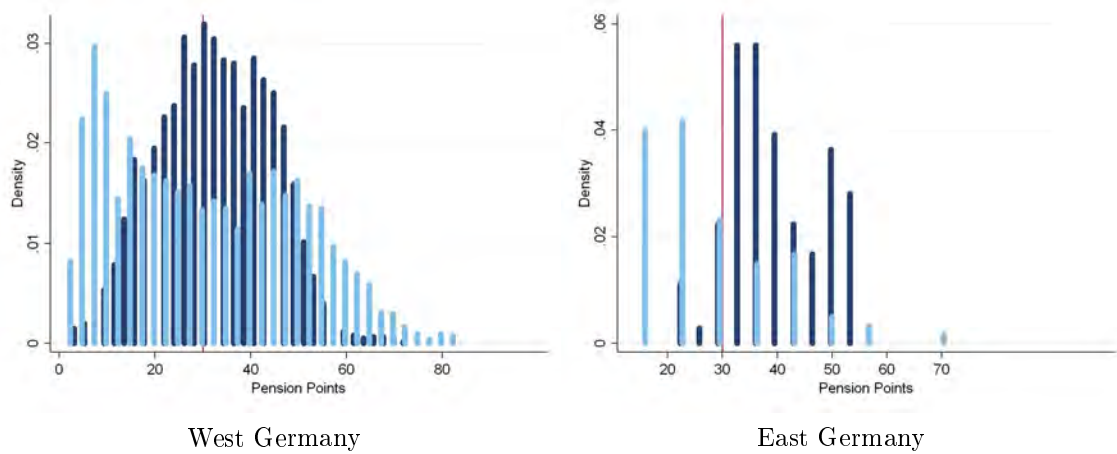 Density
.03
.02
.01
0
0 20 40 60 80
Pension Points
West Germany
Density
.06
.04
.02
0
20 30 40 50 60 70
Pension Points
East Germany